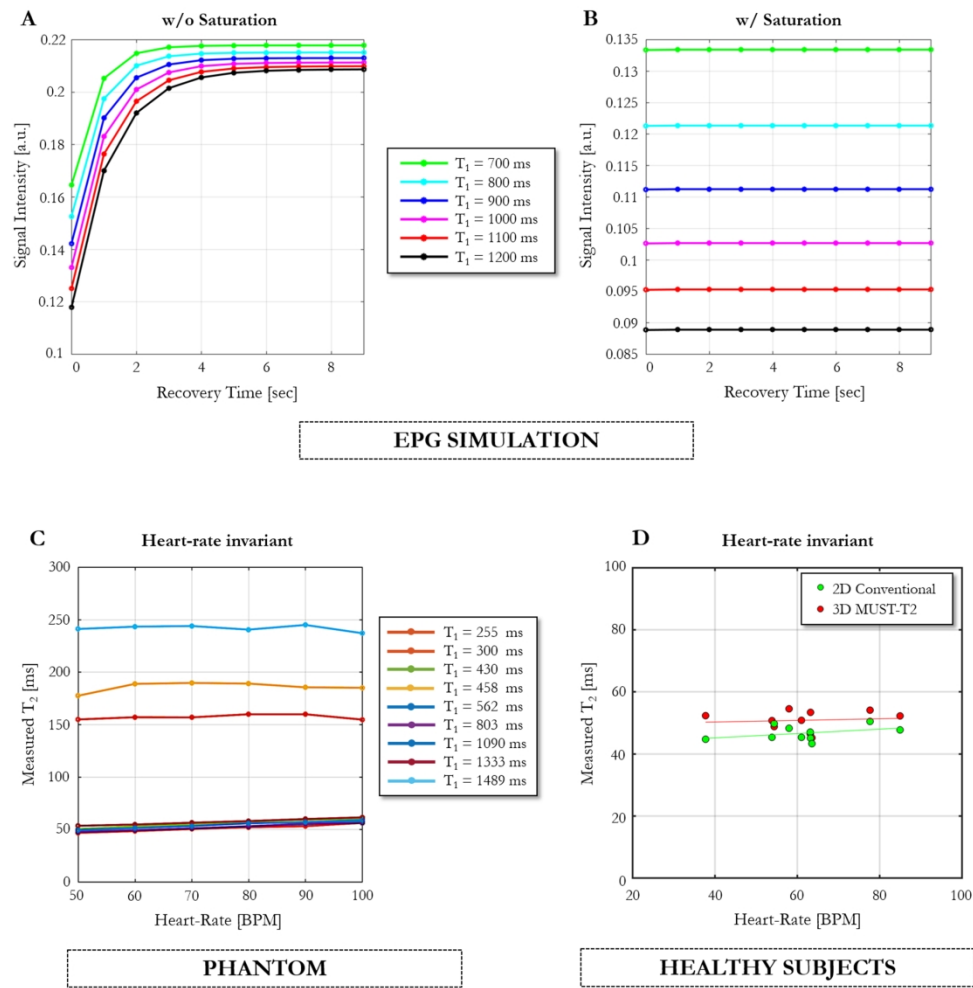 A
w/o Saturation
Signal Intensity [a.u.]
0.22
0.2
0.18
0.16
0.14
0.12
0.1
0 2 4 6 8
Recovery Time [sec]
T1 = 700 ms
T1 = 800 ms
T1 = 900 ms
T1 = 1000 ms
T1 = 1100 ms
T1 = 1200 ms
B
w/ Saturation
Signal Intensity [a.u.]
0.135
0.13
0.125
0.12
0.115
0.11
0.105
0.1
0.095
0.09
0.085
0 2 4 6 8
Recovery Time [sec]
EPG SIMULATION
C
Heart-rate invariant
Measured T2 [ms]
300
250
200
150
100
50
0
50 60 70 80 90 100
Heart-Rate [BPM]
T1 = 255 ms
T1 = 300 ms
T1 = 430 ms
T1 = 458 ms
T1 = 562 ms
T1 = 803 ms
T1 = 1090 ms
T1 = 1333 ms
T1 = 1489 ms
PHANTOM
D
Heart-rate invariant
Measured T2 [ms]
100
80
60
40
20
0
20 40 60 80 100
Heart-Rate [BPM]
2D Conventional
3D MUST-T2
HEALTHY SUBJECTS